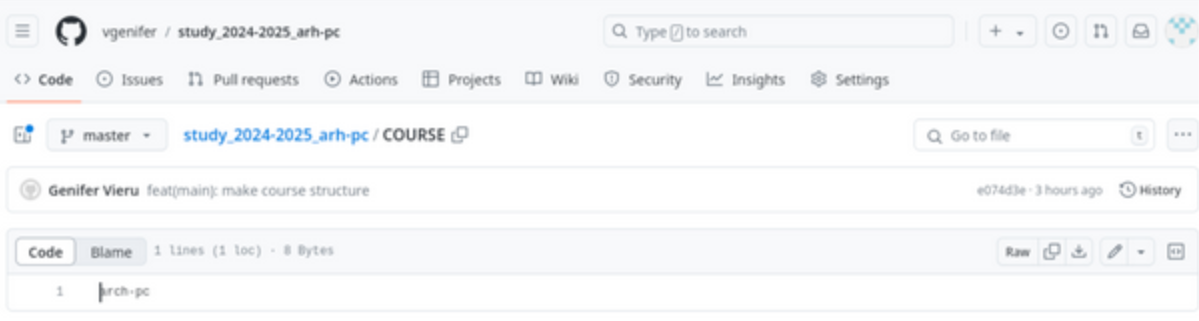 vgenifer / study_2024-2025_arh-pc Type / to search
Code Issues Pull requests Actions Projects Wiki Security Insights Settings
master study_2024-2025_arh-pc / COURSE Go to file t
Genifer Vieru feat(main): make course structure e074d3e · 3 hours ago History
Code Blame 1 lines (1 loc) · 8 Bytes Raw
1 arch-pc